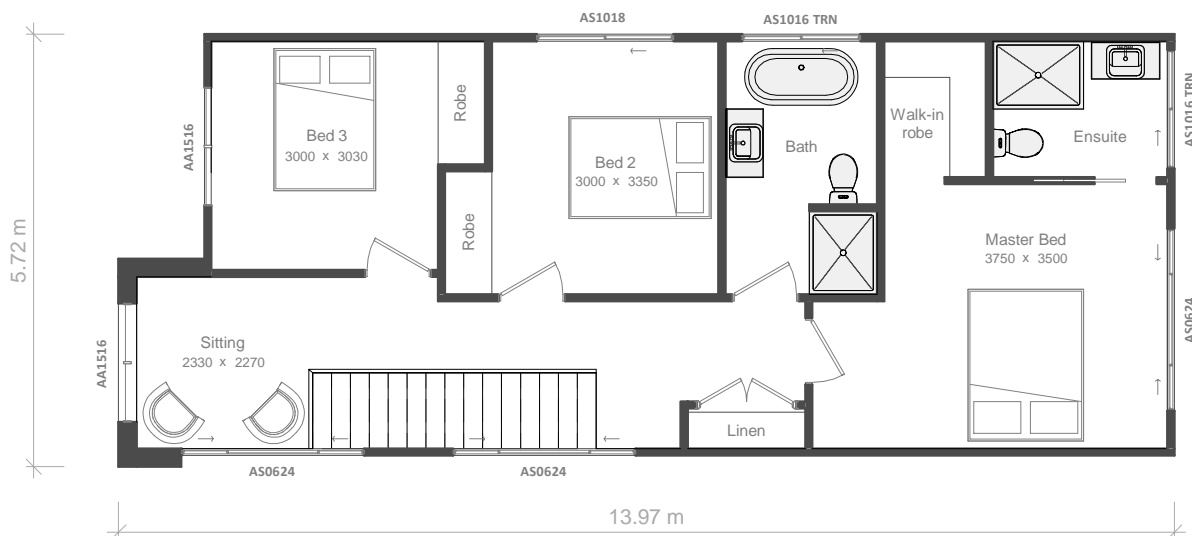 AS1018
AS1016 TRN
AS1016 TRN
AA1516
Bed 3
3000 x 3030
Robe
Bed 2
3000 x 3350
Robe
Bath
Walk-in
robe
Ensuite
Master Bed
3750 x 3500
AS0624
5.72 m
AA1516
Sitting
2330 x 2270
Linen
AS0624
AS0624
13.97 m